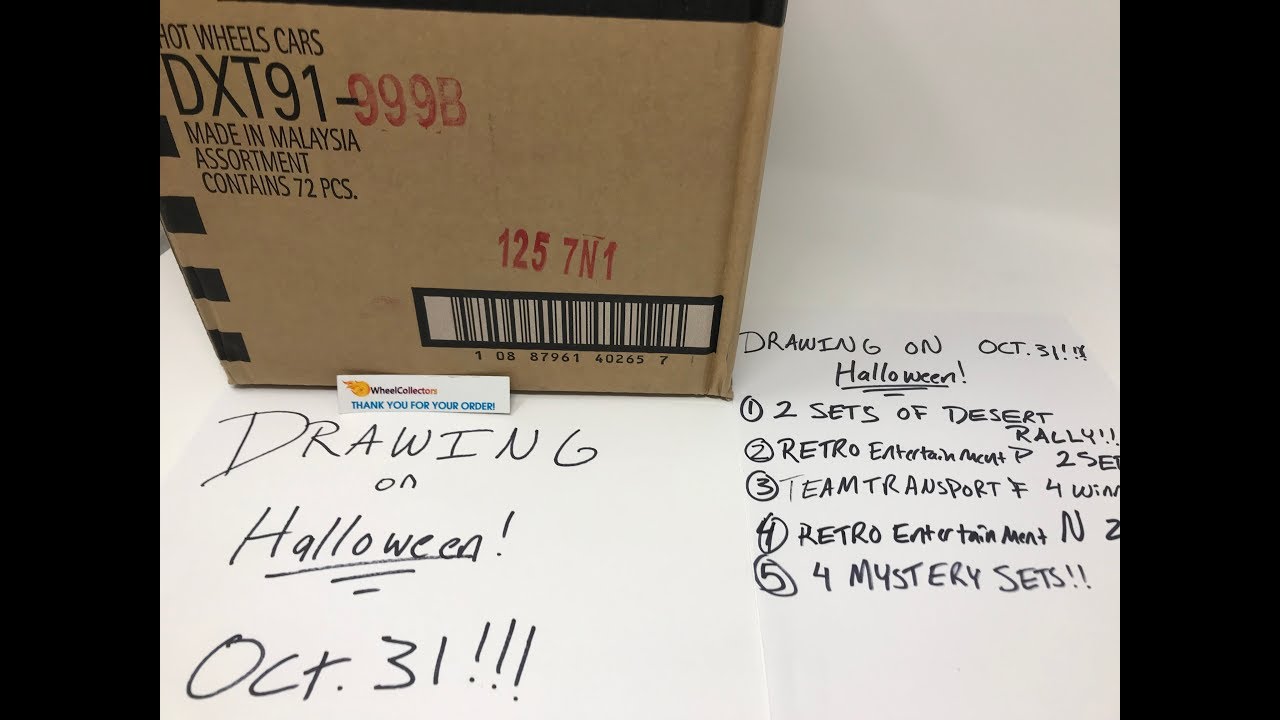 HOT WHEELS CARS
DXT91-999B
MADE IN MALAYSIA
ASSORTMENT
CONTAINS 72 PCS.
125 7N1
1 08 87961 40265 7
WheelCollectors
THANK YOU FOR YOUR ORDER!
DRAWING
on
Halloween!
Oct. 31!!!
DRAWING ON OCT. 31!!!
Halloween!
① 2 SETS OF DESERT
RALLY!!
② RETRO Entertainment P 2 SE
③ TEAM TRANSPORT F 4 WIN
④ RETRO Entertainment N 2
⑤ 4 MYSTERY SETS!!